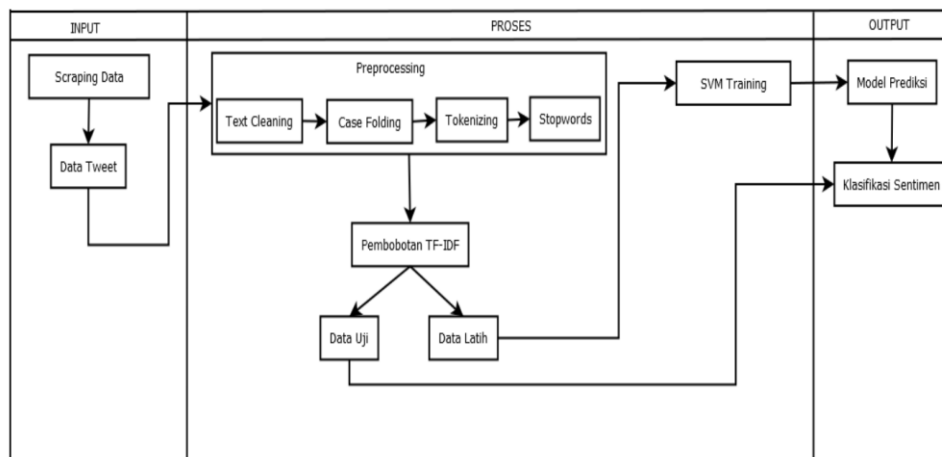 INPUT
PROSES
OUTPUT
Scraping Data
Data Tweet
Preprocessing
Text Cleaning
Case Folding
Tokenizing
Stopwords
Pembobotan TF-IDF
Data Uji
Data Latih
SVM Training
Model Prediksi
Klasifikasi Sentimen